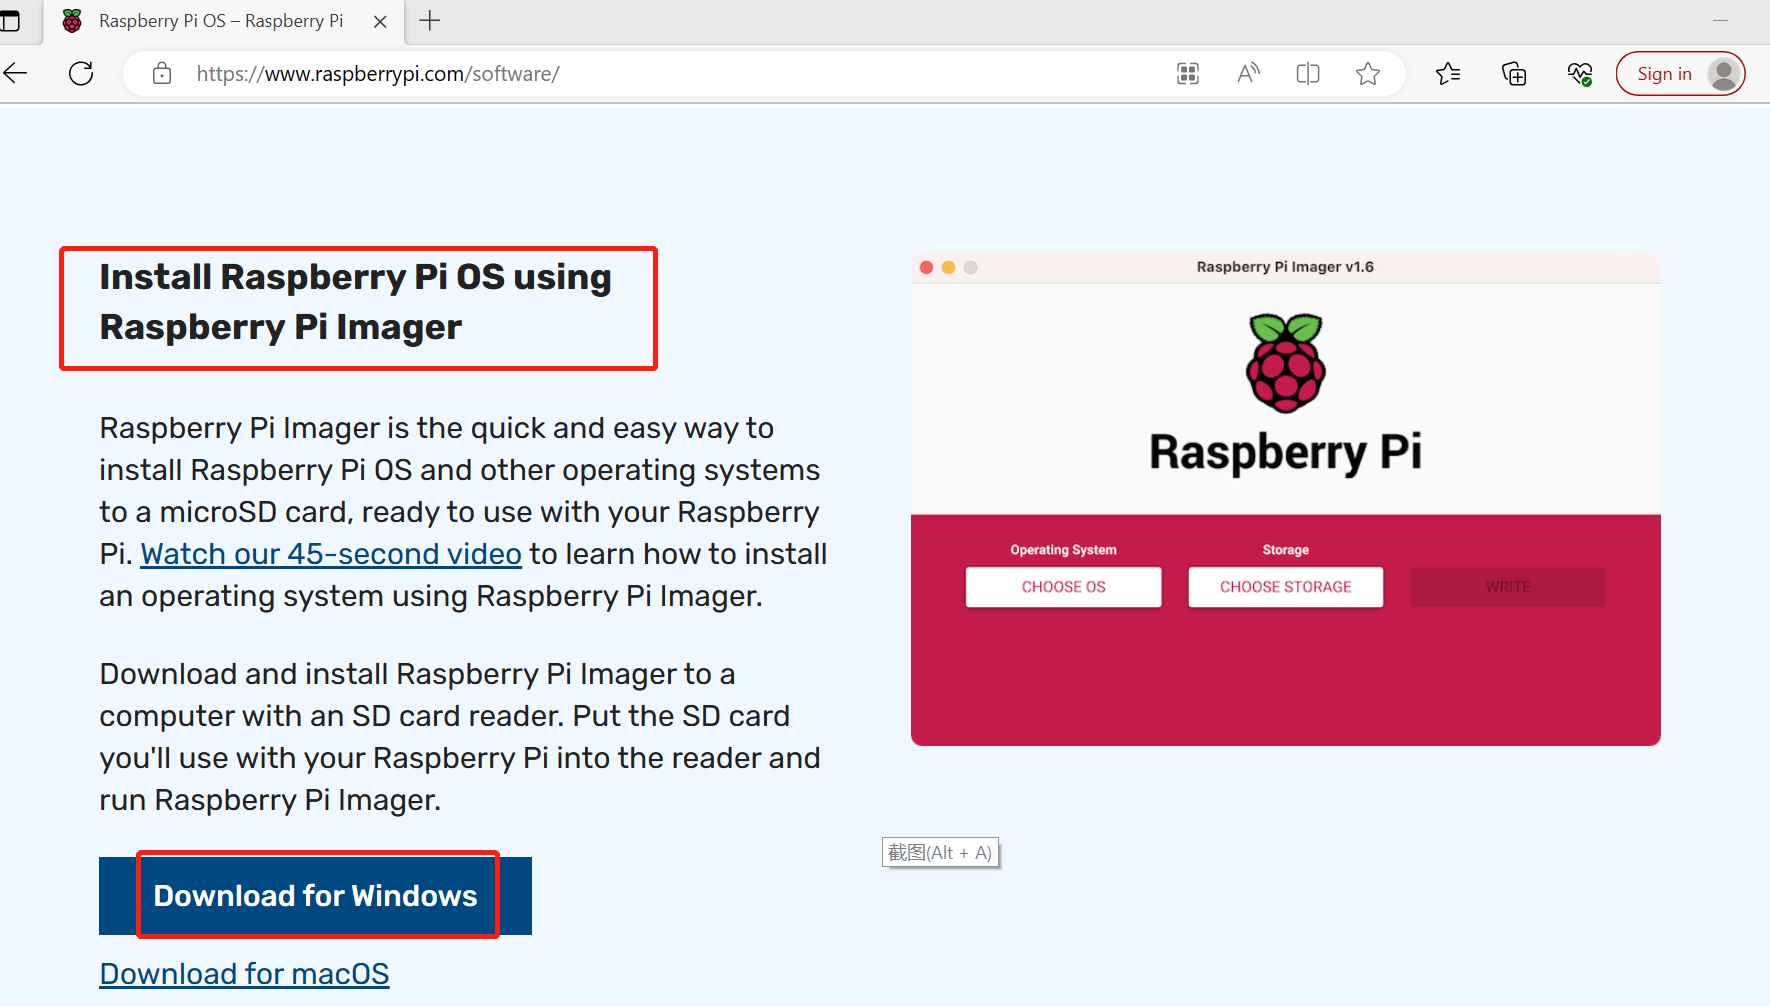 Raspberry Pi OS – Raspberry Pi
https://www.raspberrypi.com/software/
Sign in
Install Raspberry Pi OS using
Raspberry Pi Imager
Raspberry Pi Imager is the quick and easy way to
install Raspberry Pi OS and other operating systems
to a microSD card, ready to use with your Raspberry
Pi. Watch our 45-second video to learn how to install
an operating system using Raspberry Pi Imager.
Download and install Raspberry Pi Imager to a
computer with an SD card reader. Put the SD card
you'll use with your Raspberry Pi into the reader and
run Raspberry Pi Imager.
Download for Windows
Download for macOS
Raspberry Pi Imager v1.6
Raspberry Pi
Operating System
Storage
CHOOSE OS
CHOOSE STORAGE
WRITE
截图(Alt + A)